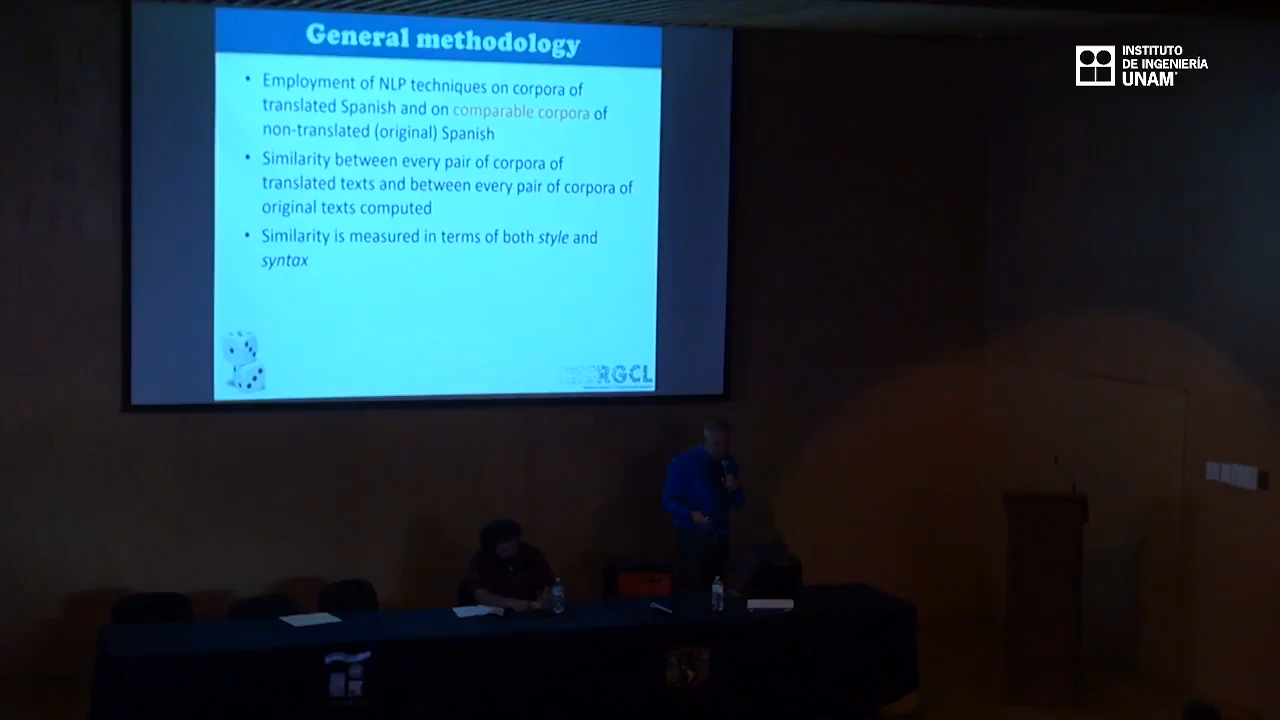 General methodology
• Employment of NLP techniques on corpora of
translated Spanish and on comparable corpora of
non-translated (original) Spanish
• Similarity between every pair of corpora of
translated texts and between every pair of corpora of
original texts computed
• Similarity is measured in terms of both style and
syntax
RGCL
INSTITUTO
DE INGENIERÍA
UNAM